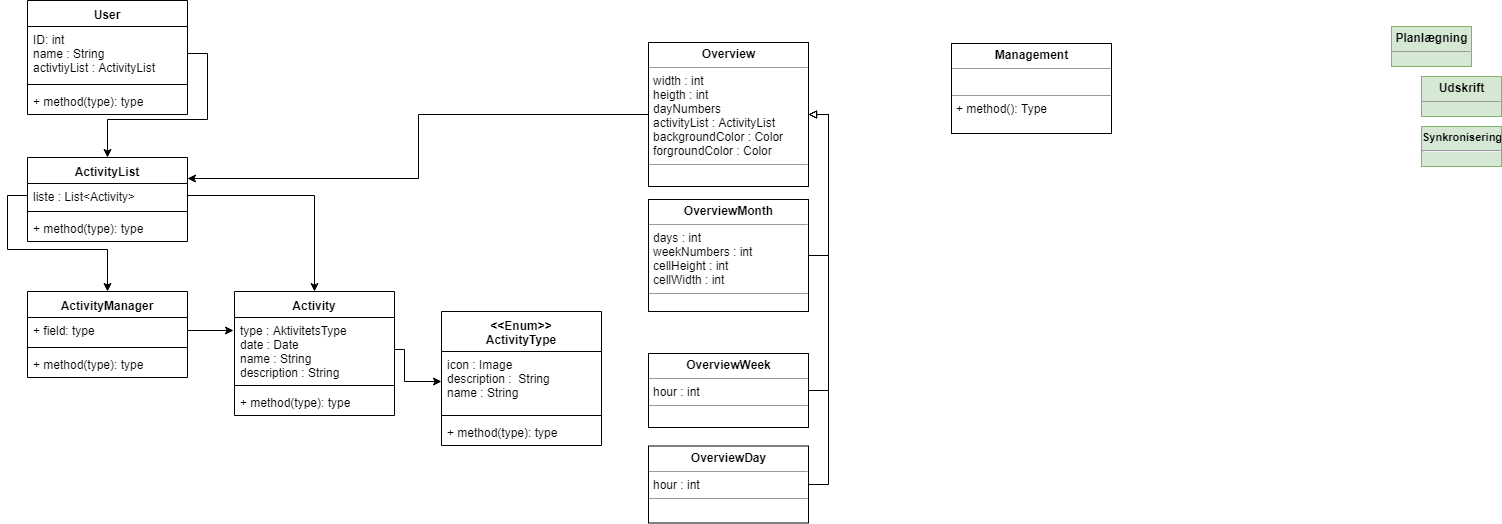 User
ID: int
name : String
activtiyList : ActivityList
+ method(type): type
ActivityList
liste : List<Activity>
+ method(type): type
ActivityManager
+ field: type
+ method(type): type
Activity
type : AktivitetsType
date : Date
name : String
description : String
+ method(type): type
<<Enum>>
ActivityType
icon : Image
description :  String
name : String
+ method(type): type
Overview
width : int
heigth : int
dayNumbers
activityList : ActivityList
backgroundColor : Color
forgroundColor : Color
OverviewMonth
days : int
weekNumbers : int
cellHeight : int
cellWidth : int
OverviewWeek
hour : int
OverviewDay
hour : int
Management
+ method(): Type
Planlægning
Udskrift
Synkronisering